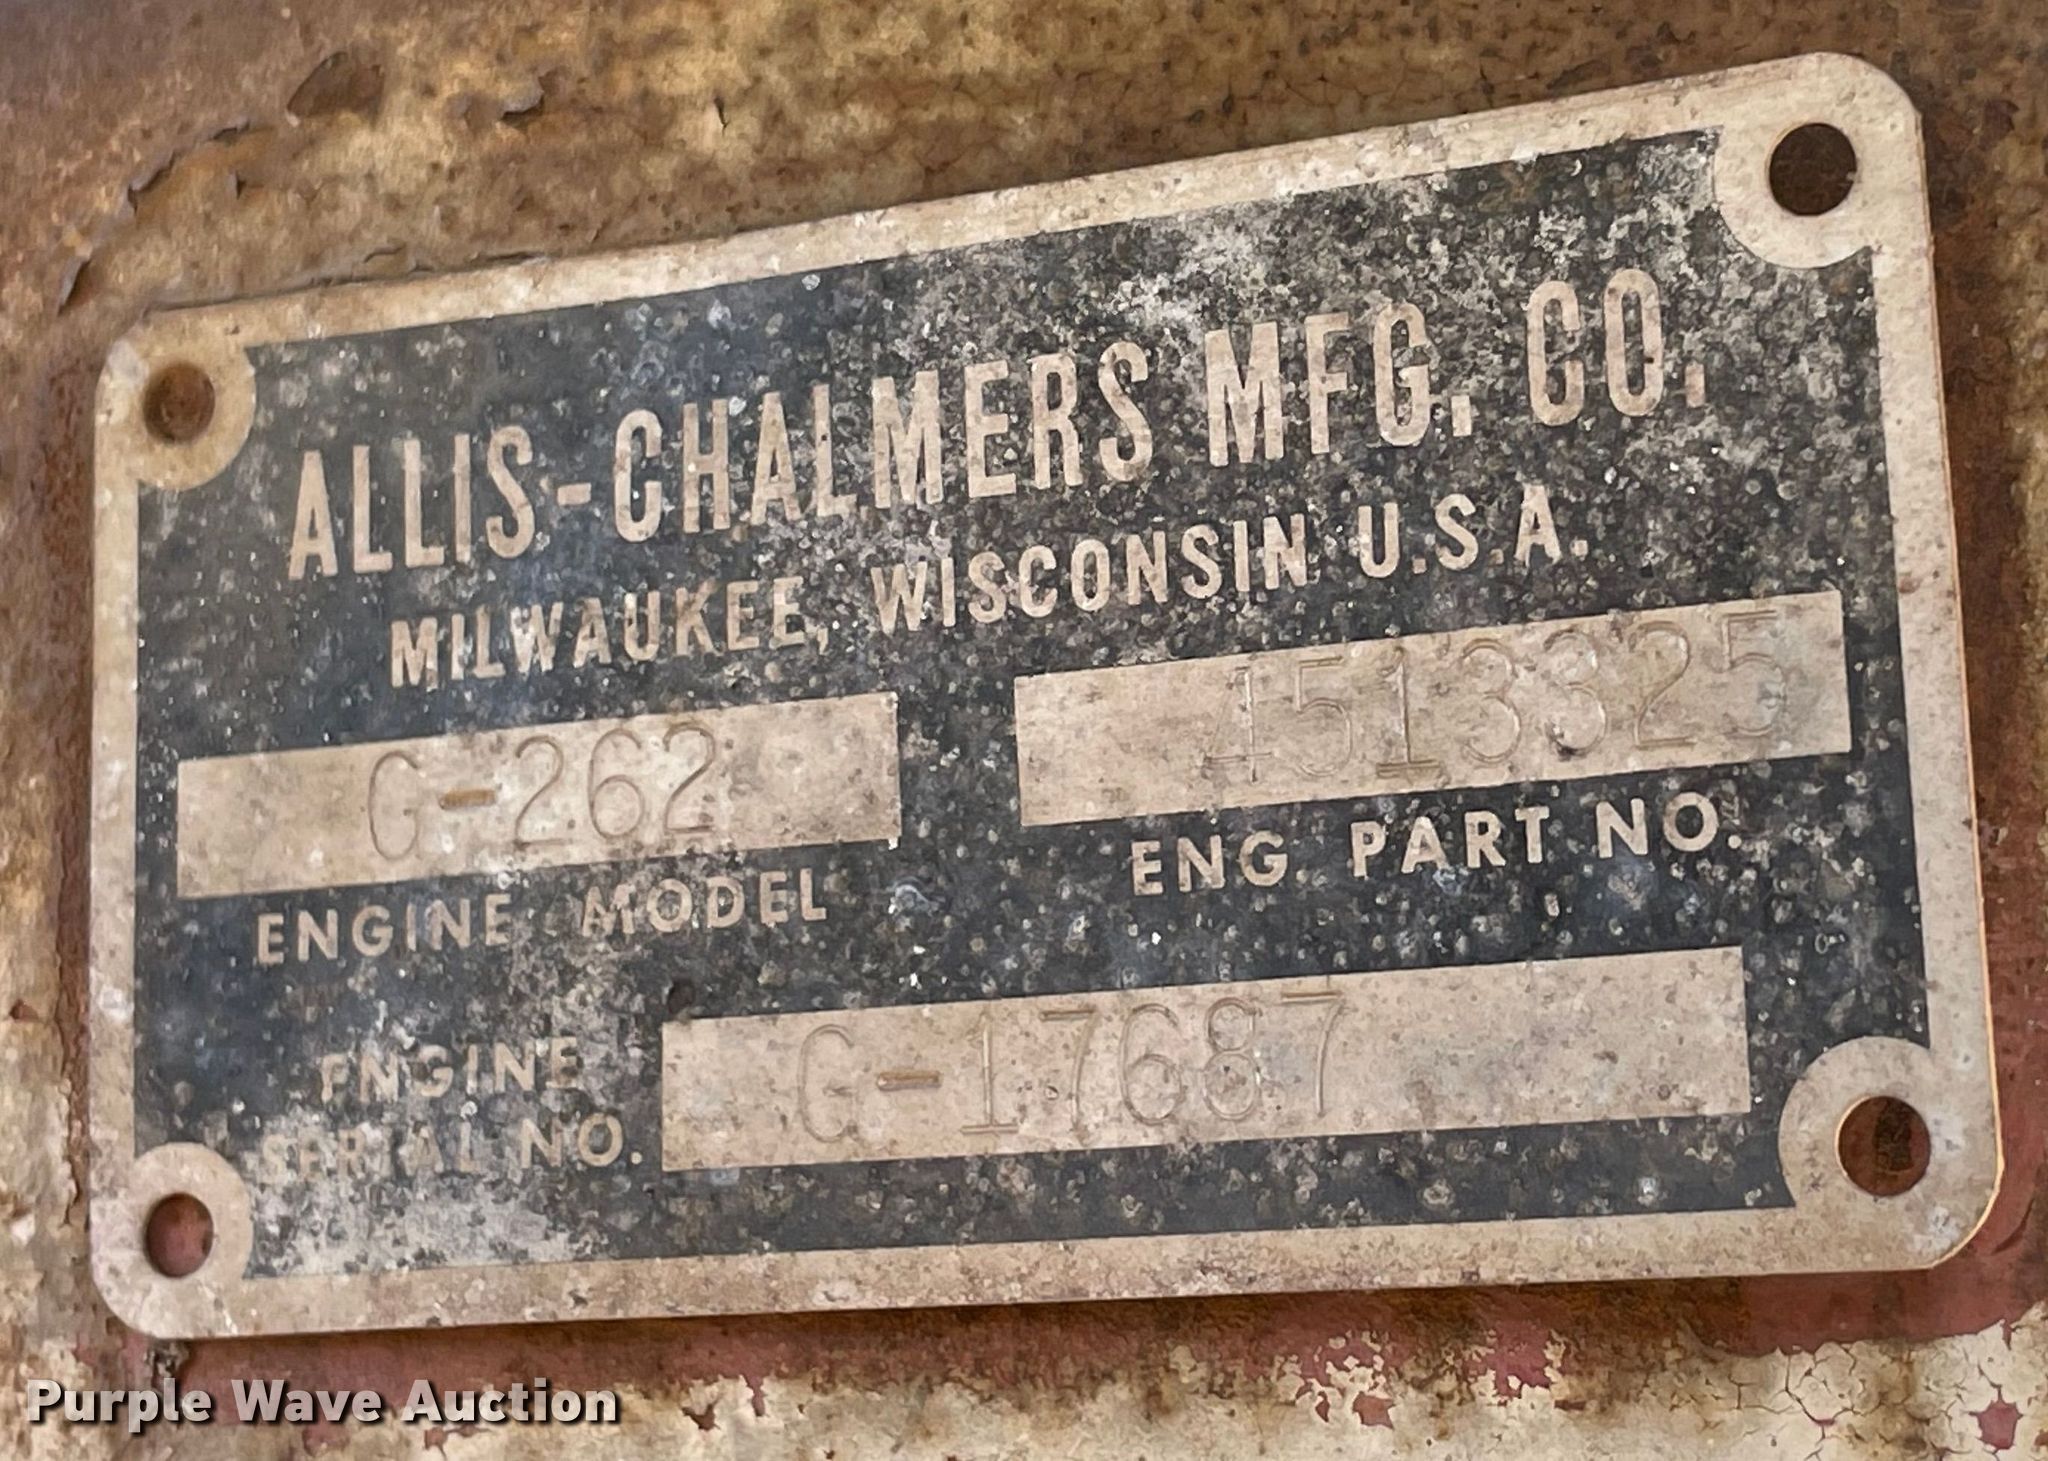 ALLIS-CHALMERS MFG. CO.
MILWAUKEE, WISCONSIN U.S.A.
G-262 4513325
ENGINE MODEL ENG. PART NO.
ENGINE
SERIAL NO. G-17687
Purple Wave Auction